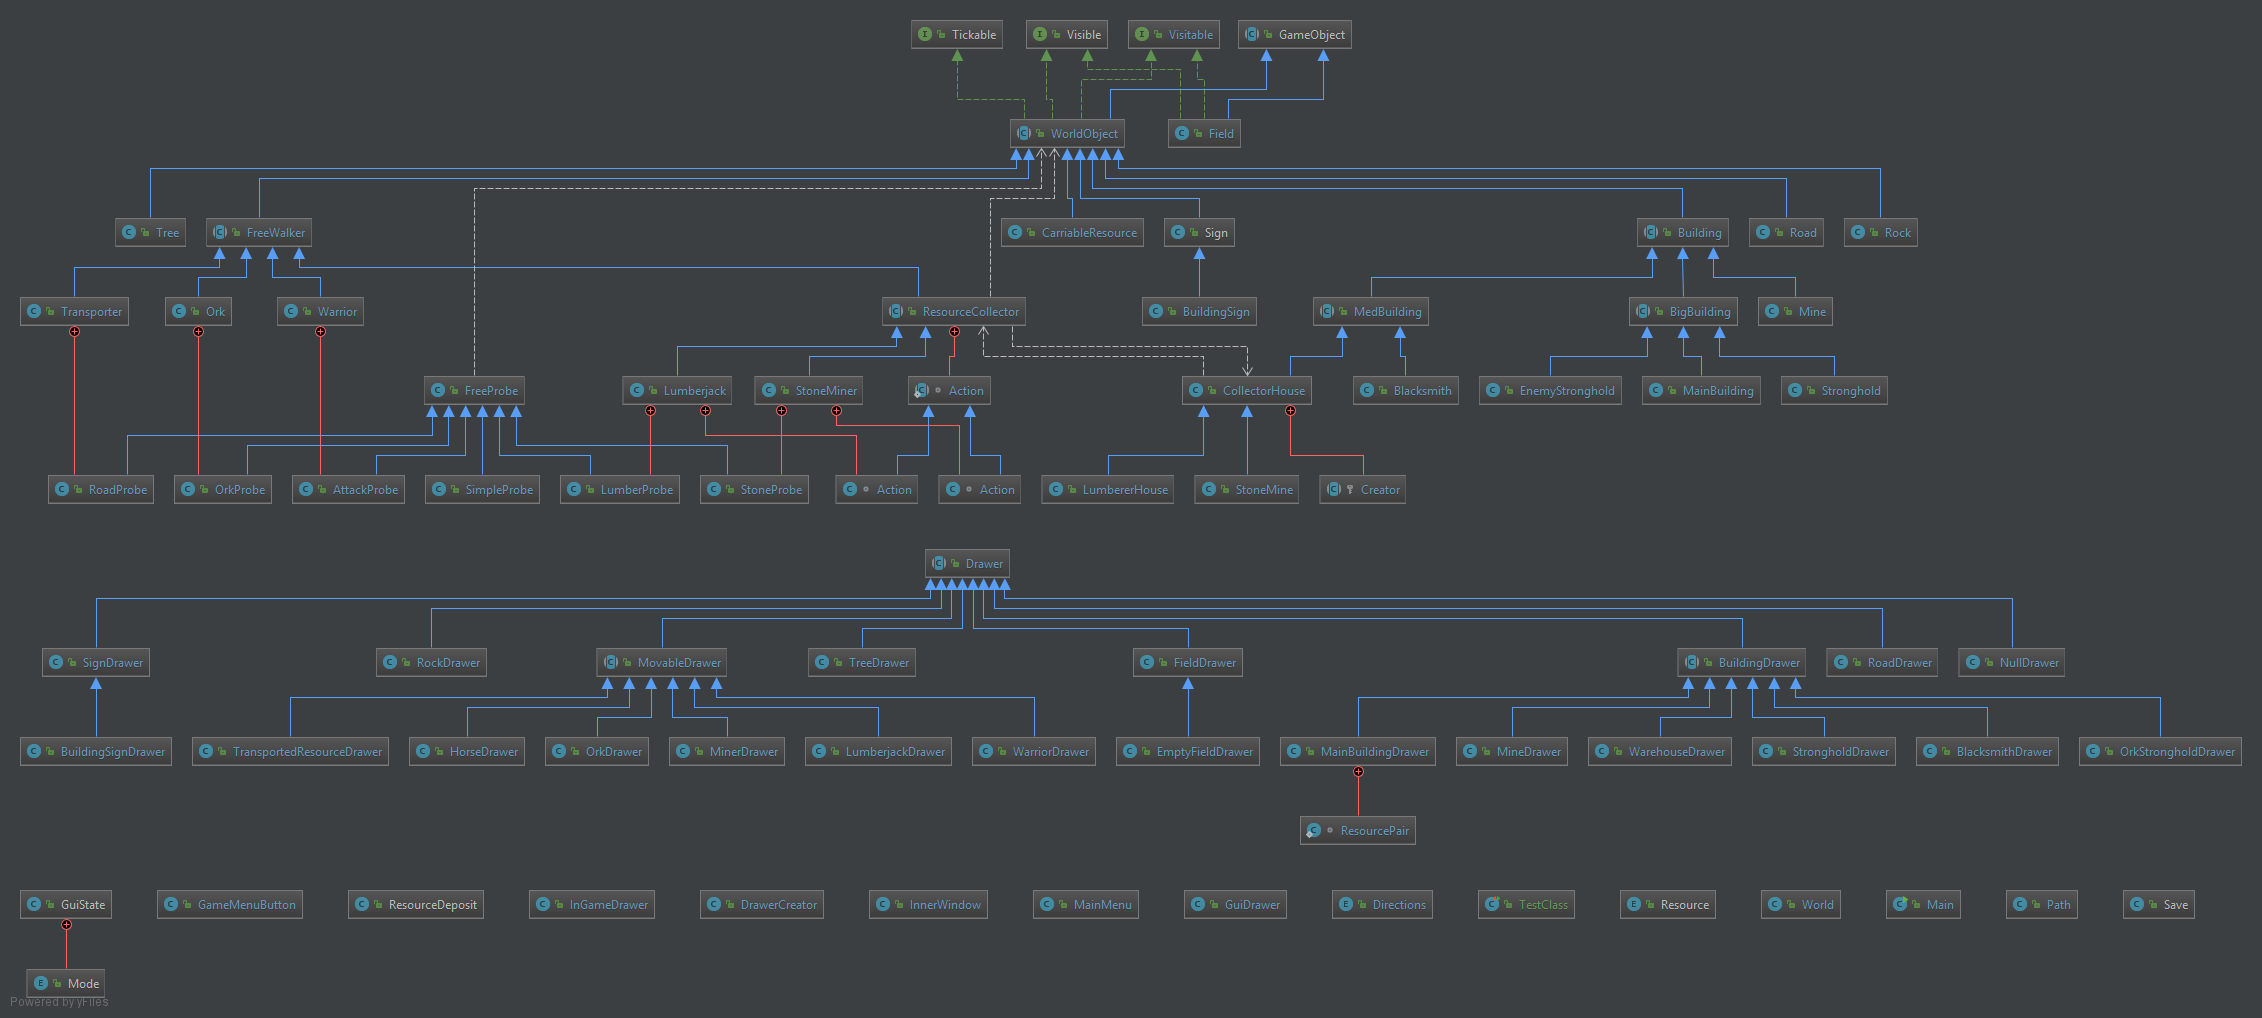 Tickable
Visible
Visitable
GameObject
WorldObject
Field
Tree
FreeWalker
CarriableResource
Sign
Building
Road
Rock
Transporter
Ork
Warrior
ResourceCollector
BuildingSign
MedBuilding
BigBuilding
Mine
FreeProbe
Lumberjack
StoneMiner
Action
CollectorHouse
Blacksmith
EnemyStronghold
MainBuilding
Stronghold
RoadProbe
OrkProbe
AttackProbe
SimpleProbe
LumberProbe
StoneProbe
Action
Action
LumbererHouse
StoneMine
Creator
Drawer
SignDrawer
RockDrawer
MovableDrawer
TreeDrawer
FieldDrawer
BuildingDrawer
RoadDrawer
NullDrawer
BuildingSignDrawer
TransportedResourceDrawer
HorseDrawer
OrkDrawer
MinerDrawer
LumberjackDrawer
WarriorDrawer
EmptyFieldDrawer
MainBuildingDrawer
MineDrawer
WarehouseDrawer
StrongholdDrawer
BlacksmithDrawer
OrkStrongholdDrawer
ResourcePair
GuiState
GameMenuButton
ResourceDeposit
InGameDrawer
DrawerCreator
InnerWindow
MainMenu
GuiDrawer
Directions
TestClass
Resource
World
Main
Path
Save
Mode
Powered by yFiles